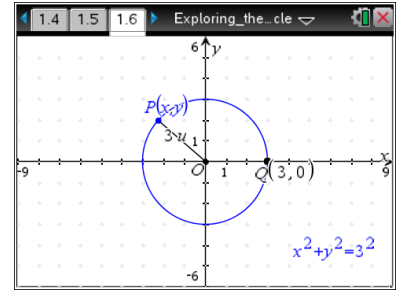 1.4 1.5 1.6 Exploring_the…cle
6 y
P(x,y)
3 u 1
x
-9 O 1 Q(3,0) 9
x²+y²=3²
-6